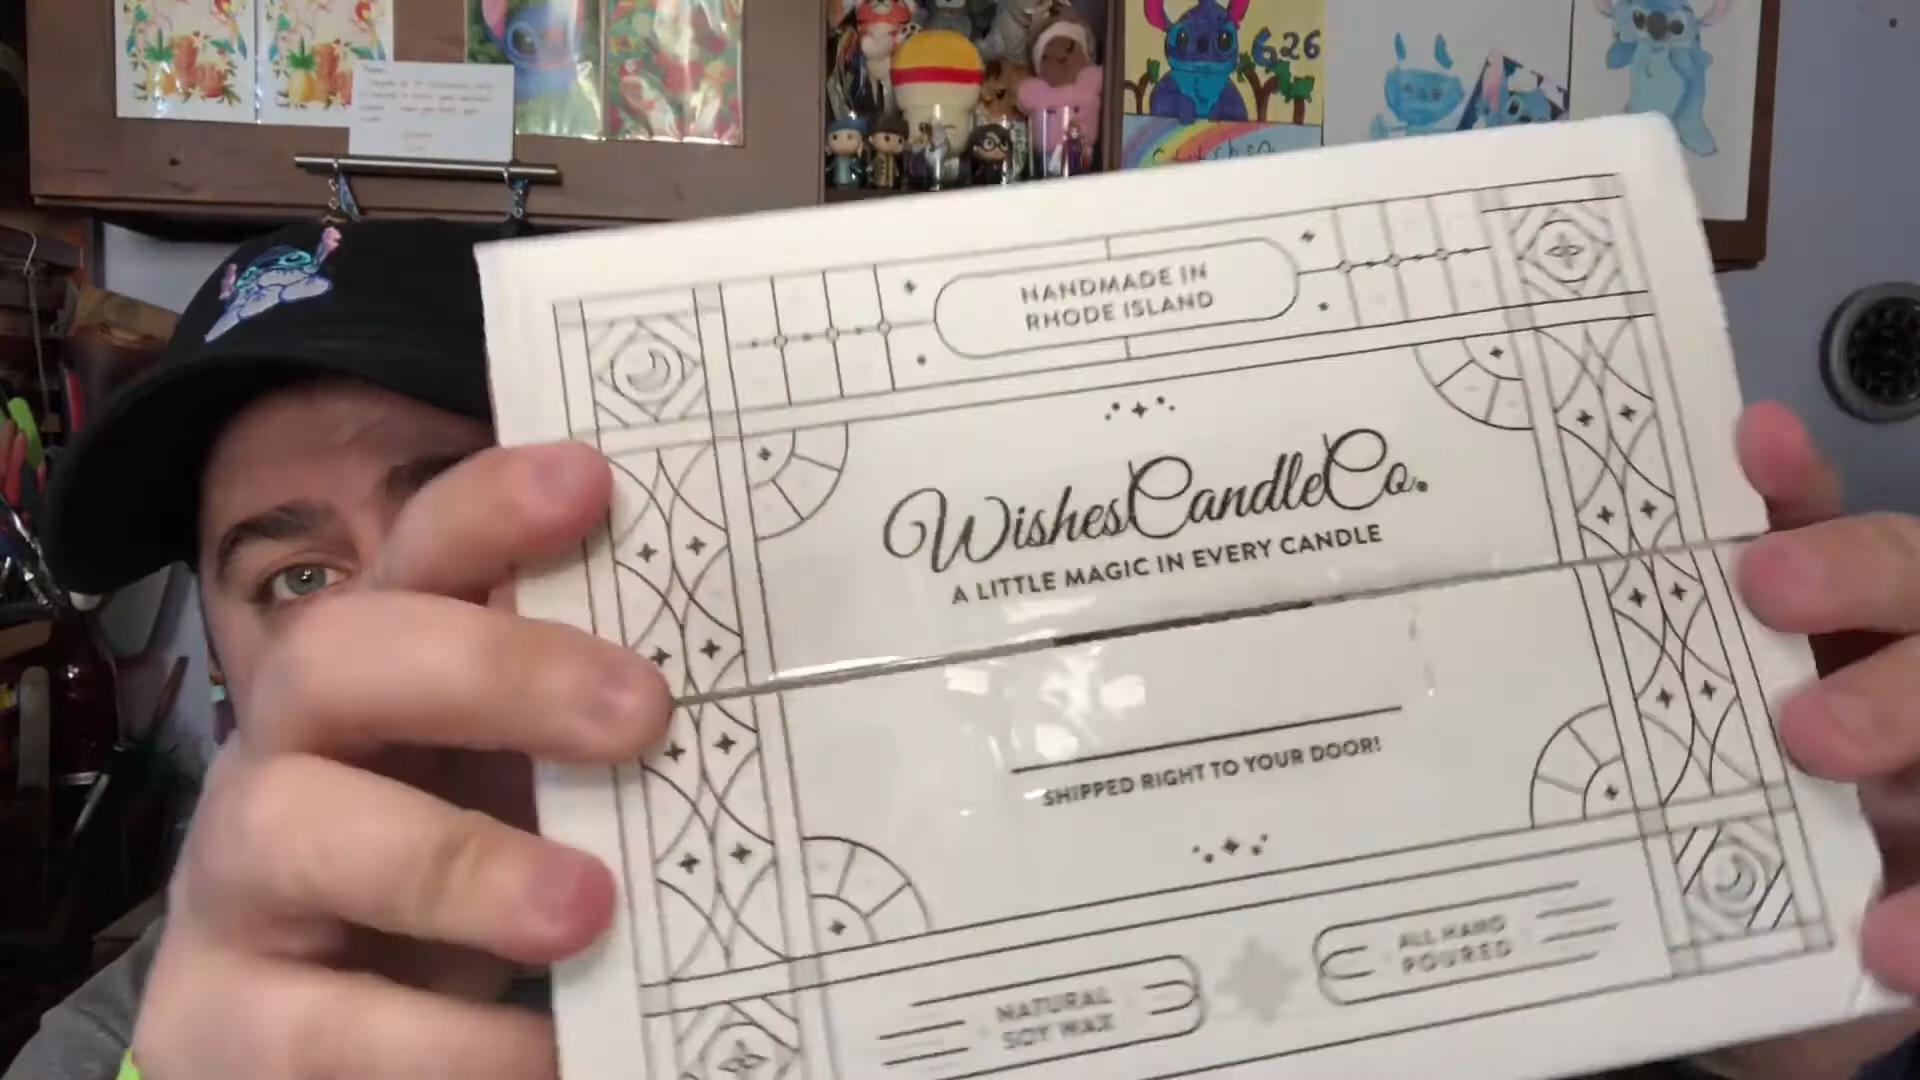 626
HANDMADE IN
RHODE ISLAND
WishesCandleCo.
A LITTLE MAGIC IN EVERY CANDLE
SHIPPED RIGHT TO YOUR DOOR!
NATURAL
SOY WAX
ALL HAND
POURED